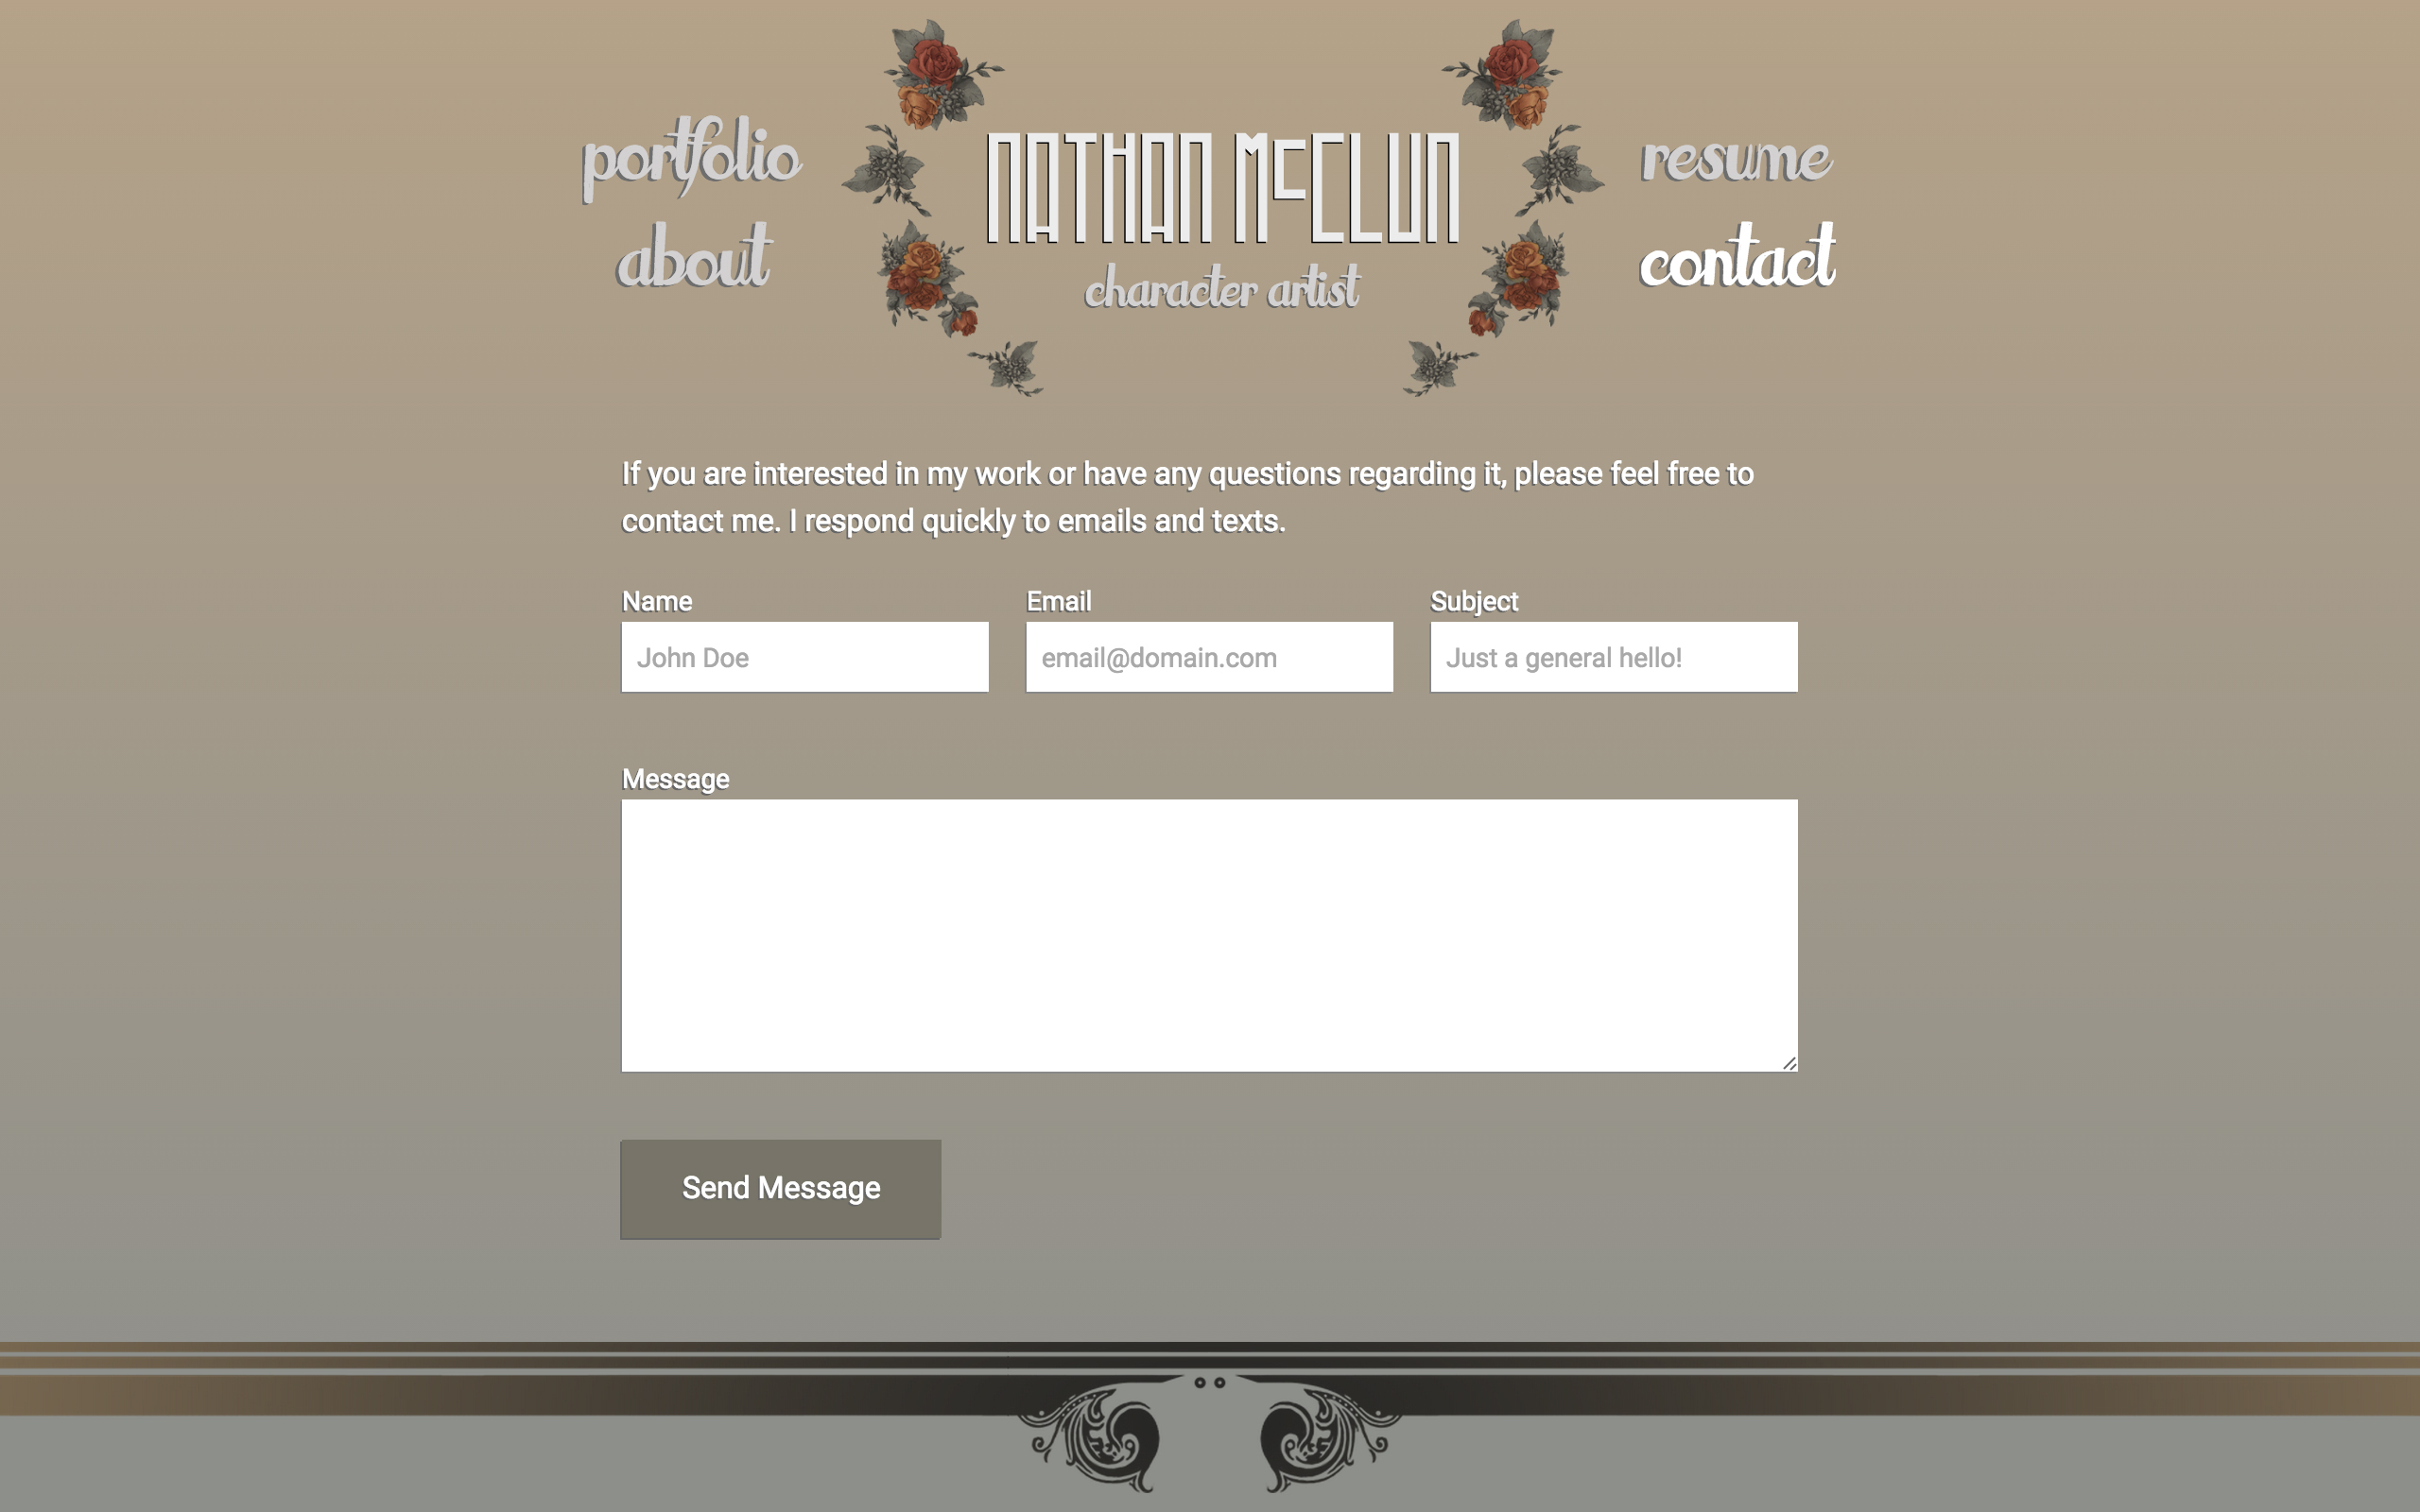 portfolio
about
NATHAN McCLUN
character artist
resume
contact
If you are interested in my work or have any questions regarding it, please feel free to
contact me. I respond quickly to emails and texts.
Name
Email
Subject
John Doe
email@domain.com
Just a general hello!
Message
Send Message